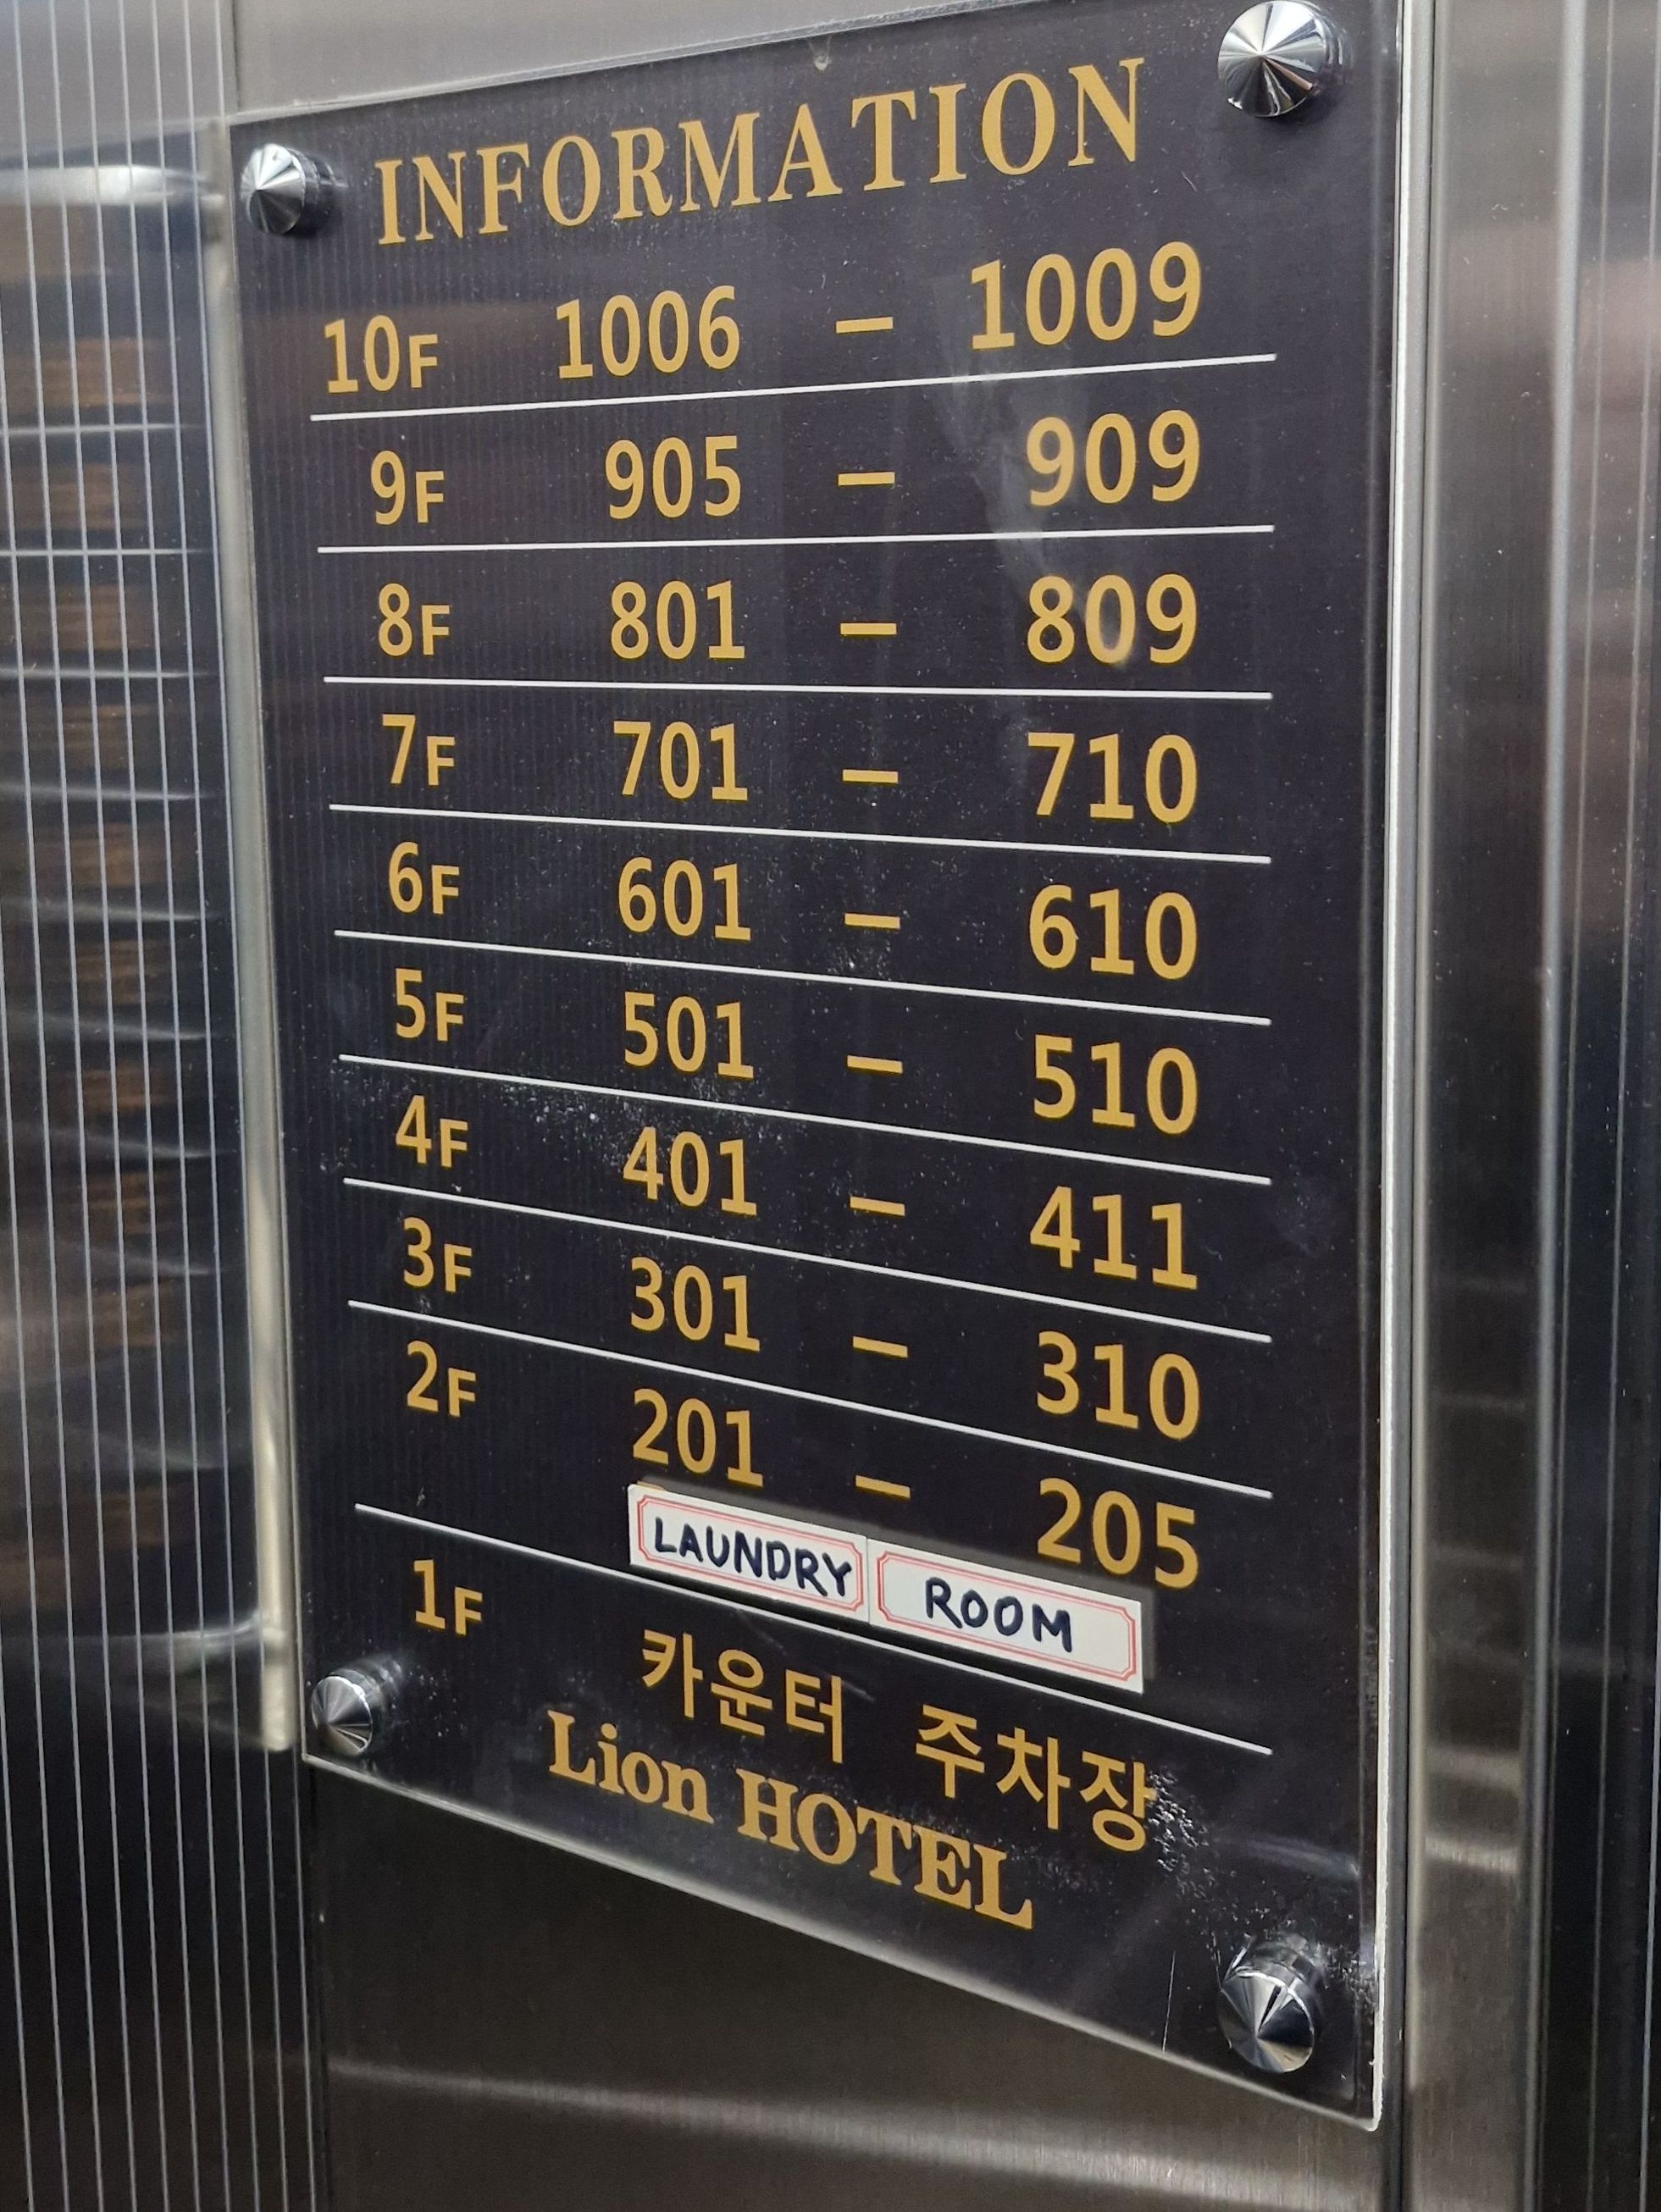 INFORMATION
10F 1006 – 1009
9F 905 – 909
8F 801 – 809
7F 701 – 710
6F 601 – 610
5F 501 – 510
4F 401 – 411
3F 301 – 310
2F 201 – 205
LAUNDRY ROOM
1F 카운터 주차장
Lion HOTEL